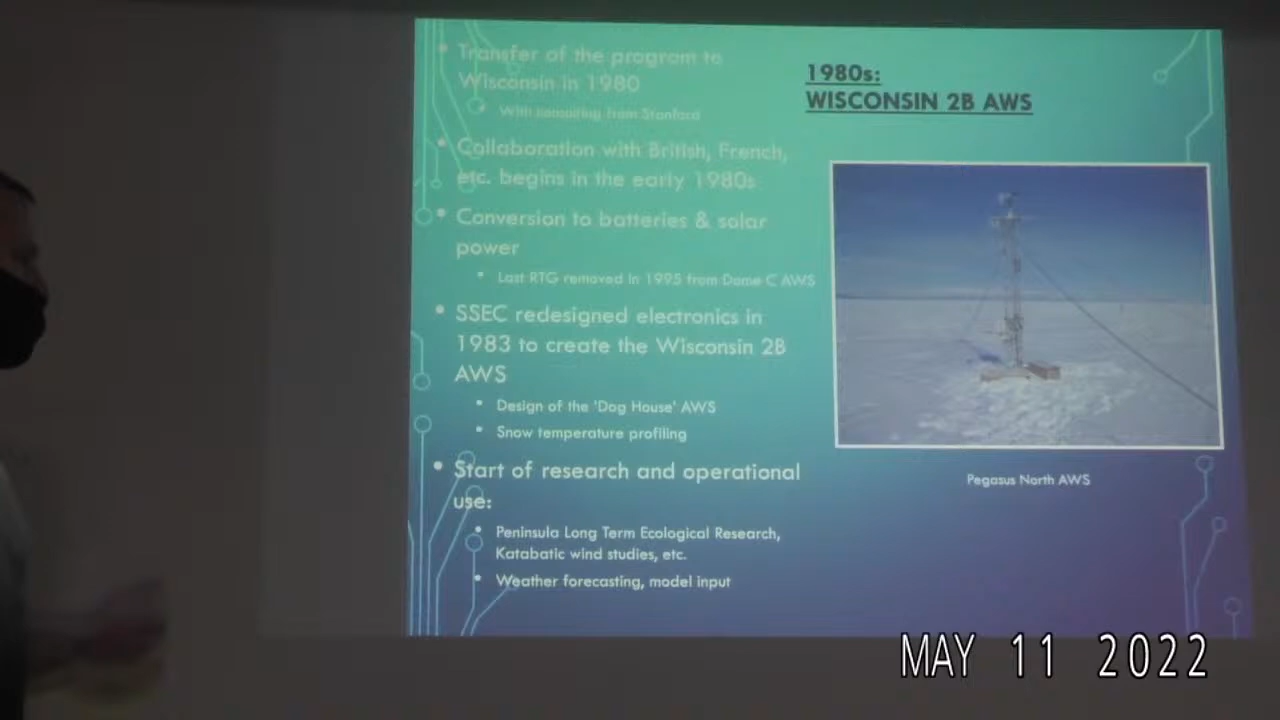 • Transfer of the program to
Wisconsin in 1980
• With consulting from Stanford
• Collaboration with British, French,
etc. begins in the early 1980s
• Conversion to batteries & solar
power
• Last RTG removed in 1995 from Dome C AWS
• SSEC redesigned electronics in
1983 to create the Wisconsin 2B
AWS
• Design of the 'Dog House' AWS
• Snow temperature profiling
• Start of research and operational
use:
• Peninsula Long Term Ecological Research,
Katabatic wind studies, etc.
• Weather forecasting, model input
1980s:
WISCONSIN 2B AWS
Pegasus North AWS
MAY 11 2022